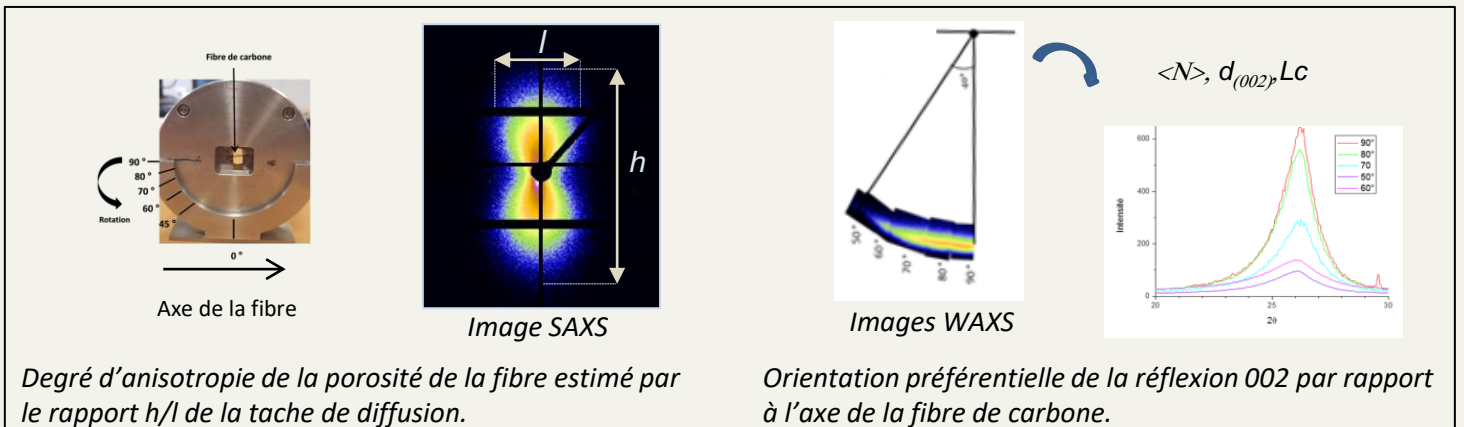 Fibre de carbone
90 °
80 °
70 °
60 °
45 °
0 °
Rotation
Axe de la fibre
l
h
Image SAXS
40°
50°
60°
70°
80°
90°
Images WAXS
<N>, d(002), Lc
Intensité
600
400
200
0
20
25
30
2θ
90°
80°
70
50°
60°
Degré d’anisotropie de la porosité de la fibre estimé par
le rapport h/l de la tache de diffusion.
Orientation préférentielle de la réflexion 002 par rapport
à l’axe de la fibre de carbone.